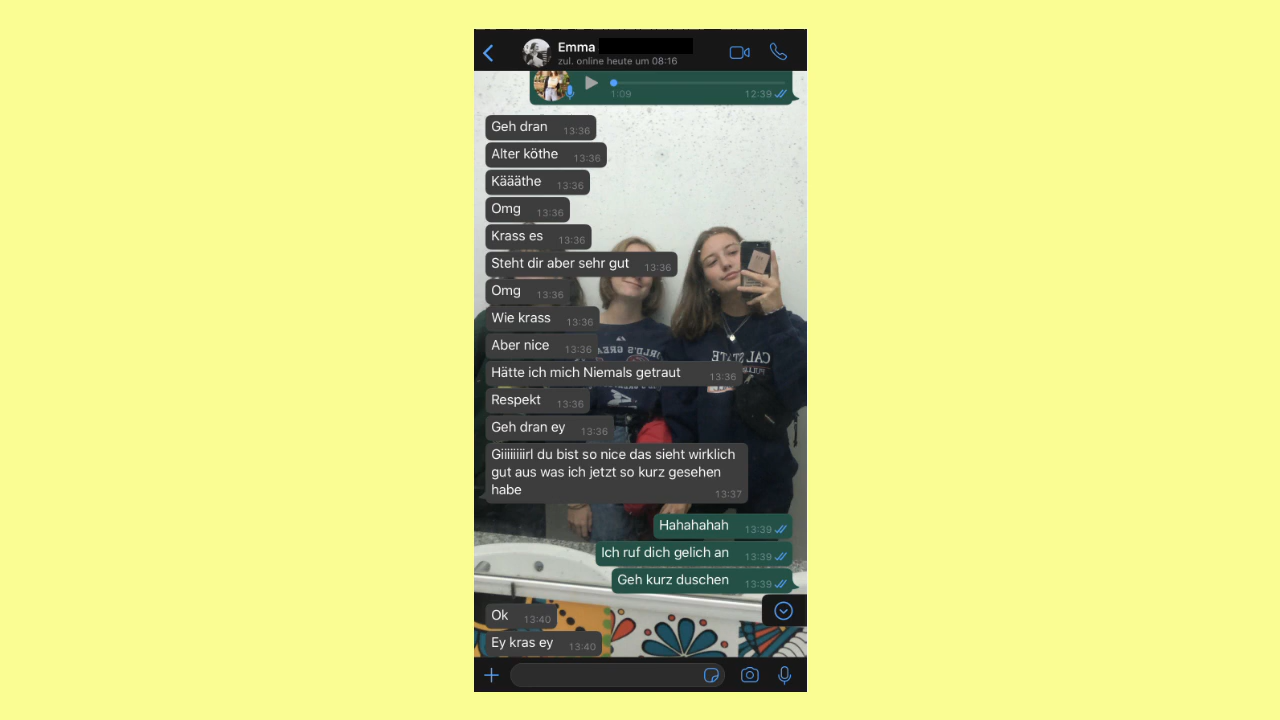 Emma
zul. online heute um 08:16
1:09 12:39
Geh dran 13:36
Alter köthe 13:36
Kääāthe 13:36
Omg 13:36
Krass es 13:36
Steht dir aber sehr gut 13:36
Omg 13:36
Wie krass 13:36
Aber nice 13:36
Hätte ich mich Niemals getraut 13:36
Respekt 13:36
Geh dran ey 13:36
Giiiiiiiirl du bist so nice das sieht wirklich
gut aus was ich jetzt so kurz gesehen
habe 13:37
Hahahahah 13:39
Ich ruf dich gelich an 13:39
Geh kurz duschen 13:39
Ok 13:40
Ey kras ey 13:40
CAL STATE